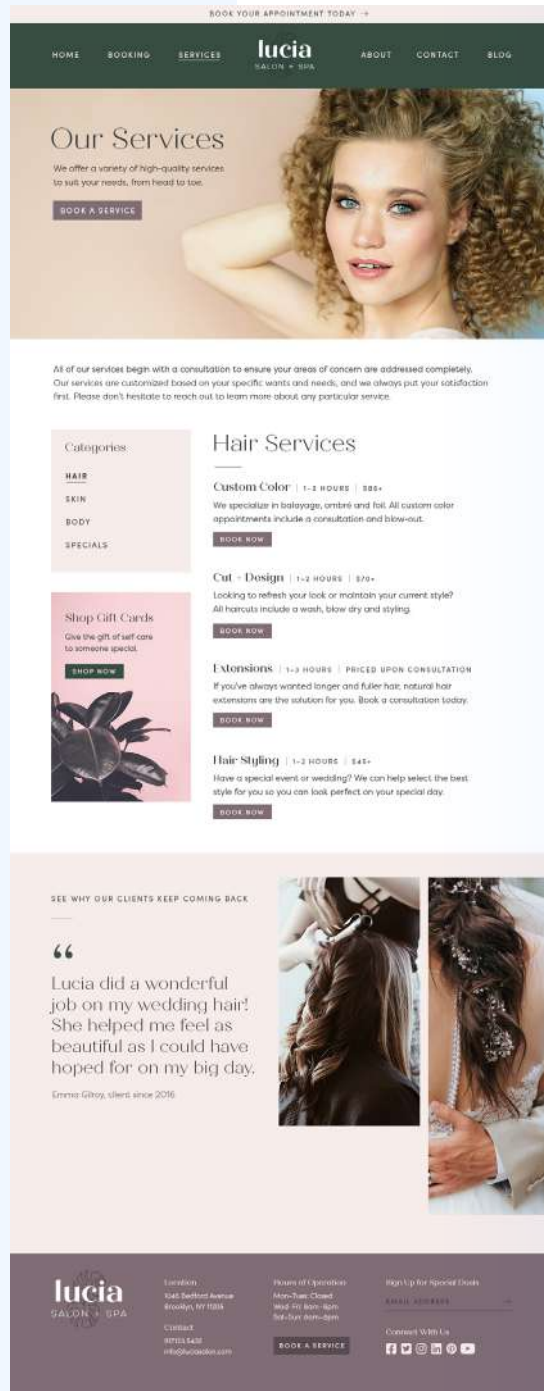 BOOK YOUR APPOINTMENT TODAY →
HOME BOOKING SERVICES lucia SALON + SPA ABOUT CONTACT BLOG
Our Services
We offer a variety of high-quality services
to suit your needs, from head to toe.
BOOK A SERVICE
All of our services begin with a consultation to ensure your areas of concern are addressed completely.
Our services are customized based on your specific wants and needs, and we always put your satisfaction
first. Please don't hesitate to reach out to learn more about any particular service.
Categories
HAIR
SKIN
BODY
SPECIALS
Shop Gift Cards
Give the gift of self care
to someone special.
SHOP NOW
Hair Services
Custom Color | 1-3 HOURS |
We specialize in balayage, ombré and foil. All custom color
appointments include a consultation and blow-out.
BOOK NOW
Cut + Design | 1-2 HOURS | $70+
Looking to refresh your look or maintain your current style?
All haircuts include a wash, blow dry and styling.
BOOK NOW
Extensions | 1-3 HOURS | PRICED UPON CONSULTATION
If you've always wanted longer and fuller hair, natural hair
extensions are the solution for you. Book a consultation today.
BOOK NOW
Hair Styling | 1-2 HOURS | $45+
Have a special event or wedding? We can help select the best
style for you so you can look perfect on your special day.
BOOK NOW
SEE WHY OUR CLIENTS KEEP COMING BACK
“
Lucia did a wonderful
job on my wedding hair!
She helped me feel as
beautiful as I could have
hoped for on my big day.
Emma Gilroy, client since 2016
lucia
SALON + SPA
Location
Bedford Avenue
Brooklyn, NY
Contact
info@luciasalon.com
Hours of Operation
Mon-Tues: Closed
Wed-Fri: 8am-8pm
BOOK A SERVICE
Sign Up for Special Deals
EMAIL ADDRESS →
Connect With Us